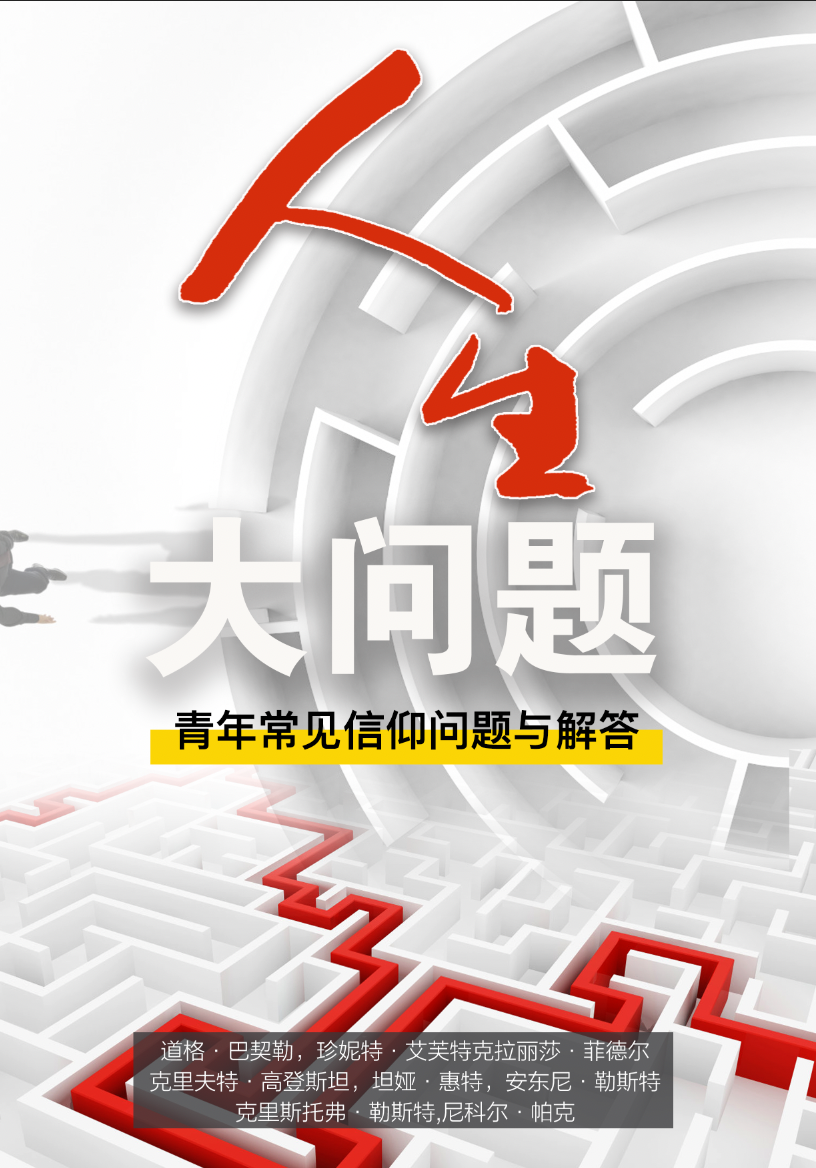 人生
大问题
青年常见信仰问题与解答
道格·巴契勒，珍妮特·艾芙特克拉丽莎·菲德尔
克里夫特·高登斯坦，坦娅·惠特，安东尼·勒斯特
克里斯托弗·勒斯特,尼科尔·帕克